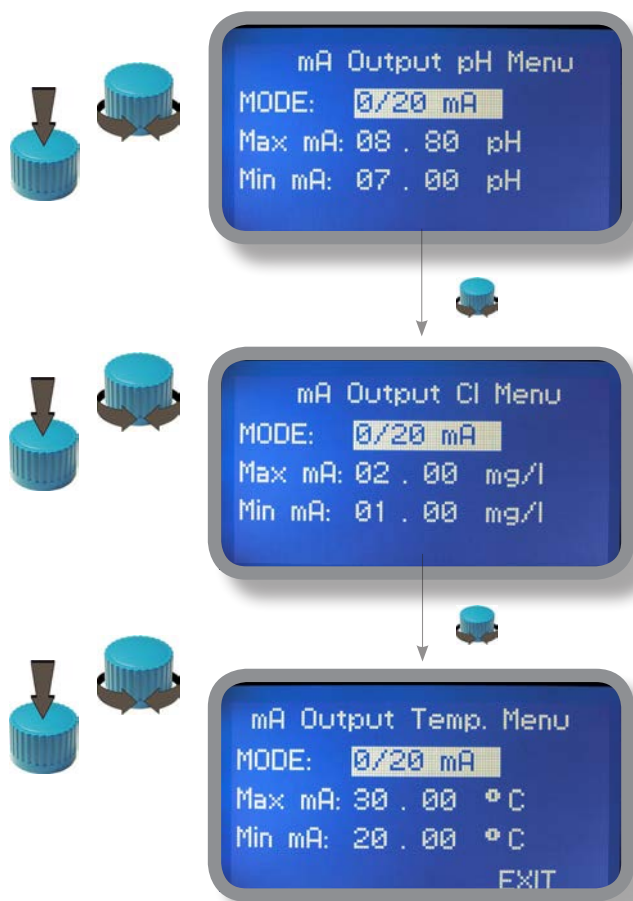 mA Output pH Menu
MODE: 0/20 mA
Max mA: 08 . 80 pH
Min mA: 07 . 00 pH
mA Output Cl Menu
MODE: 0/20 mA
Max mA: 02 . 00 mg/l
Min mA: 01 . 00 mg/l
mA Output Temp. Menu
MODE: 0/20 mA
Max mA: 30 . 00 °C
Min mA: 20 . 00 °C
EXIT